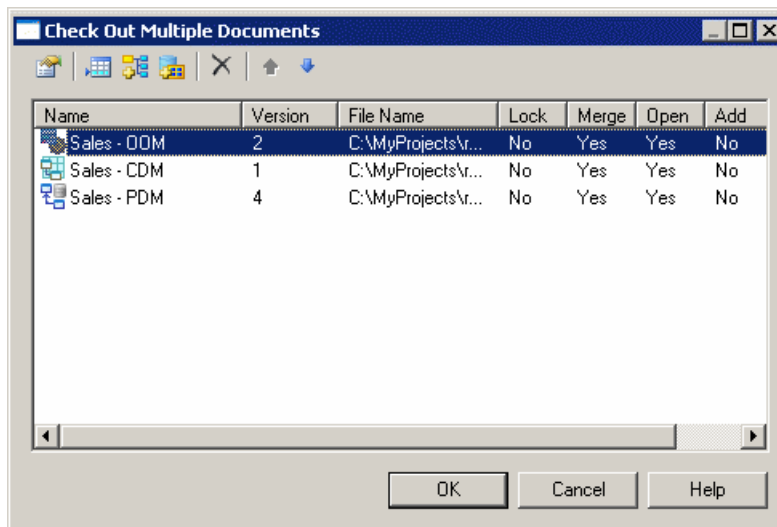 Check Out Multiple Documents
Name Version File Name Lock Merge Open Add
Sales - OOM 2 C:\MyProjects\r... No Yes Yes No
Sales - CDM 1 C:\MyProjects\r... No Yes Yes No
Sales - PDM 4 C:\MyProjects\r... No Yes Yes No
OK Cancel Help